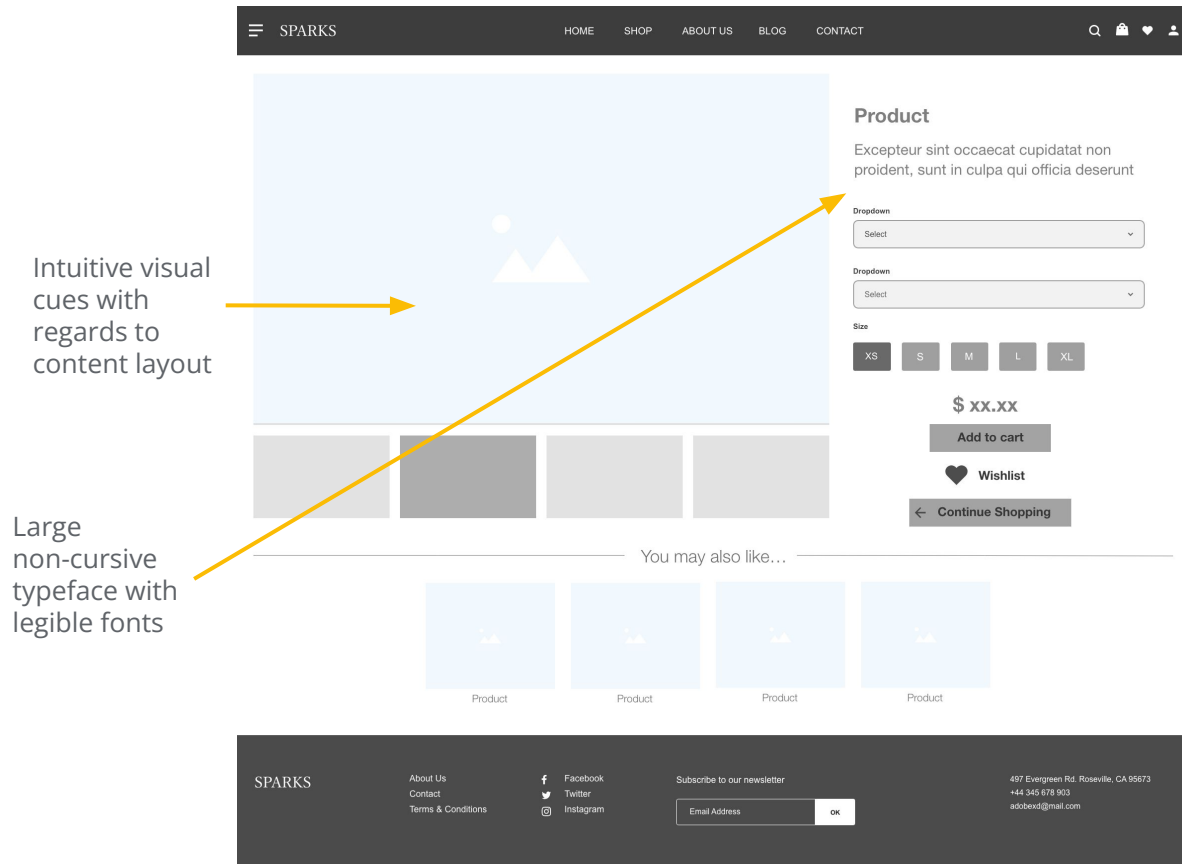 SPARKS
HOME SHOP ABOUT US BLOG CONTACT
Product
Excepteur sint occaecat cupidatat non
proident, sunt in culpa qui officia deserunt
Dropdown
Select
Dropdown
Select
Size
XS S M L XL
$ xx.xx
Add to cart
Wishlist
Continue Shopping
Intuitive visual
cues with
regards to
content layout
Large
non-cursive
typeface with
legible fonts
You may also like...
Product Product Product Product
SPARKS
About Us
Contact
Terms & Conditions
Facebook
Twitter
Instagram
Subscribe to our newsletter
Email Address OK
497 Evergreen Rd. Roseville, CA 95673
+44 345 678 903
adobexd@mail.com